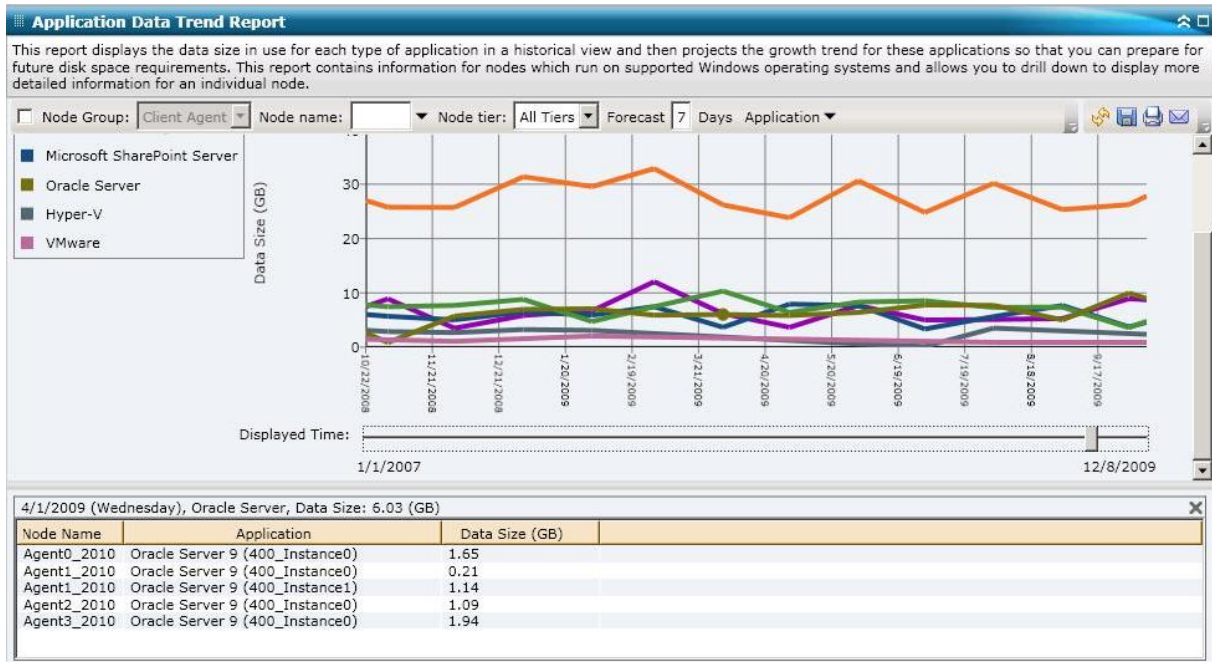 Application Data Trend Report
This report displays the data size in use for each type of application in a historical view and then projects the growth trend for these applications so that you can prepare for
future disk space requirements. This report contains information for nodes which run on supported Windows operating systems and allows you to drill down to display more
detailed information for an individual node.
Node Group: Client Agent Node name: Node tier: All Tiers Forecast 7 Days Application
Microsoft SharePoint Server
Oracle Server
Hyper-V
VMware
Data Size (GB)
30
20
10
0
10/22/2008
11/21/2008
12/21/2008
1/20/2009
2/19/2009
3/21/2009
4/20/2009
5/20/2009
6/19/2009
7/19/2009
8/18/2009
9/17/2009
Displayed Time:
1/1/2007 12/8/2009
4/1/2009 (Wednesday), Oracle Server, Data Size: 6.03 (GB)
Node Name Application Data Size (GB)
Agent0_2010 Oracle Server 9 (400_Instance0) 1.65
Agent1_2010 Oracle Server 9 (400_Instance0) 0.21
Agent1_2010 Oracle Server 9 (400_Instance1) 1.14
Agent2_2010 Oracle Server 9 (400_Instance0) 1.09
Agent3_2010 Oracle Server 9 (400_Instance0) 1.94